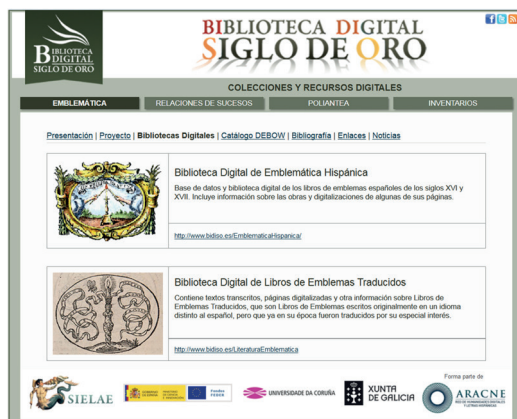 BIBLIOTECA DIGITAL
SIGLO DE ORO
BIBLIOTECA
DIGITAL
SIGLO DE ORO
COLECCIONES Y RECURSOS DIGITALES
EMBLEMÁTICA
RELACIONES DE SUCESOS
POLIANTEA
INVENTARIOS
Presentación | Proyecto | Bibliotecas Digitales | Catálogo DEBOW | Bibliografía | Enlaces | Noticias
Biblioteca Digital de Emblemática Hispánica
Base de datos y biblioteca digital de los libros de emblemas españoles de los siglos XVI y
XVII. Incluye información sobre las obras y digitalizaciones de algunas de sus páginas.
http://www.bidiso.es/EmblematicaHispanica/
Biblioteca Digital de Libros de Emblemas Traducidos
Contiene textos transcritos, páginas digitalizadas y otra información sobre Libros de
Emblemas Traducidos, que son Libros de Emblemas escritos originalmente en un idioma
distinto al español, pero que ya en su época fueron traducidos por su especial interés.
http://www.bidiso.es/LiteraturaEmblematica
Forma parte de
SIELAE
Fondos
FEDER
UNIVERSIDADE DA CORUÑA
XUNTA
DE GALICIA
ARACNE